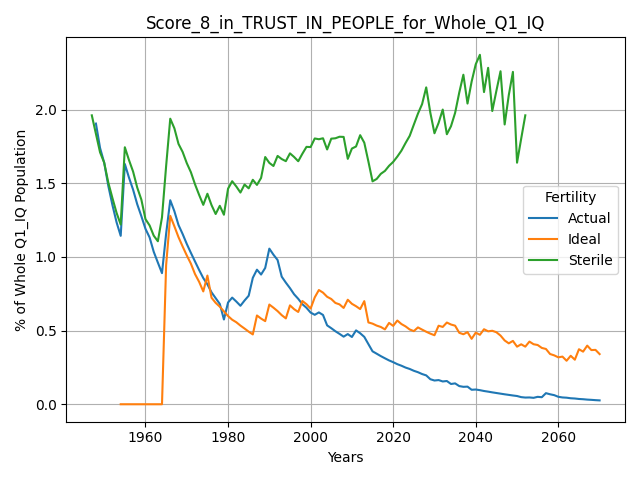 Score_8_in_TRUST_IN_PEOPLE_for_Whole_Q1_IQ
% of Whole Q1_IQ Population
2.0
1.5
1.0
0.5
0.0
Fertility
Actual
Ideal
Sterile
1960
1980
2000
2020
2040
2060
Years